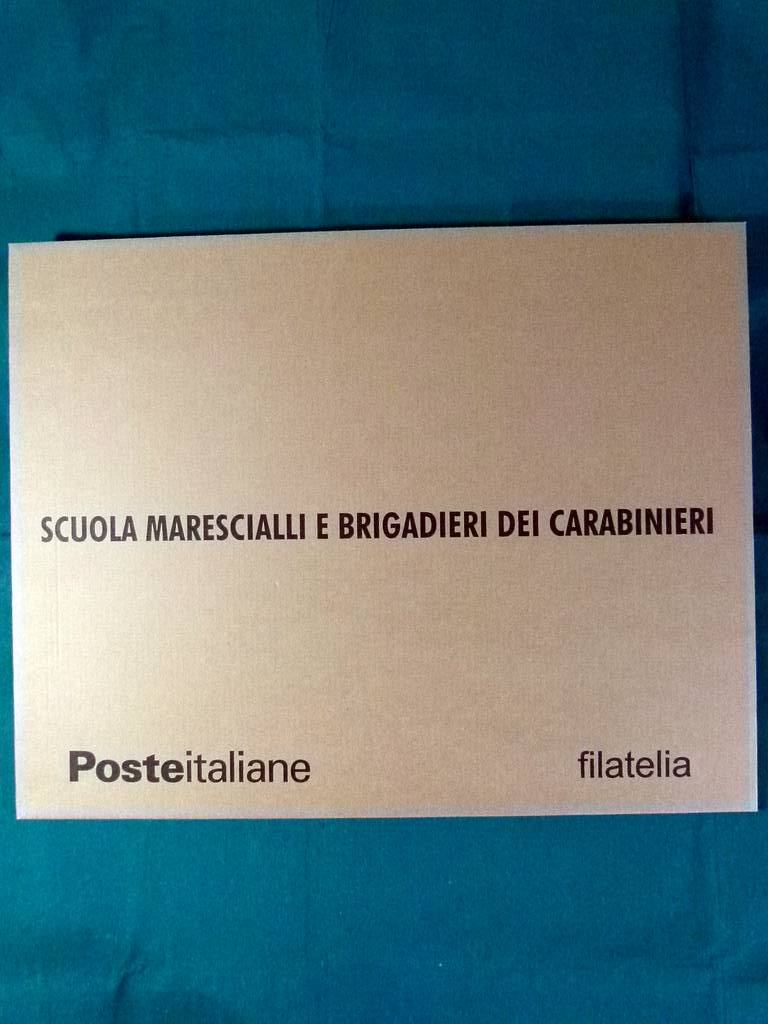 SCUOLA MARESCIALLI E BRIGADIERI DEI CARABINIERI
Posteitaliane filatelia